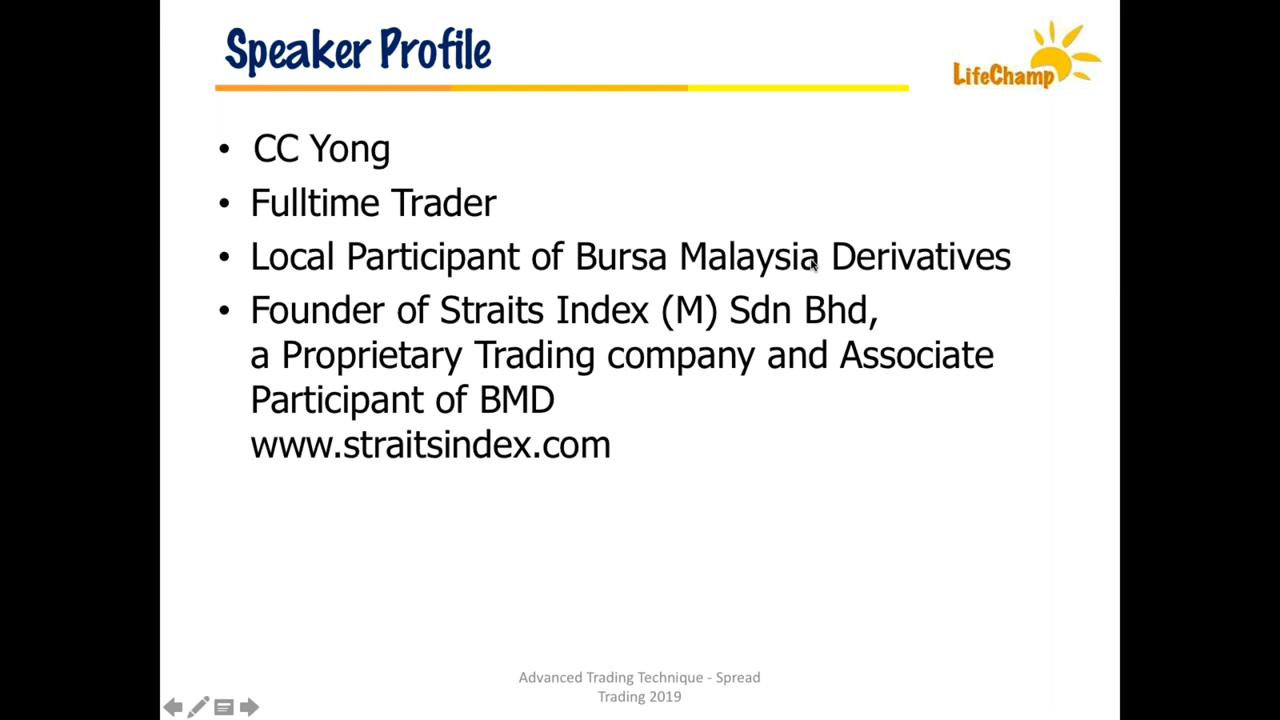 Speaker Profile
LifeChamp
• CC Yong
• Fulltime Trader
• Local Participant of Bursa Malaysia Derivatives
• Founder of Straits Index (M) Sdn Bhd,
a Proprietary Trading company and Associate
Participant of BMD
www.straitsindex.com
Advanced Trading Technique - Spread
Trading 2019